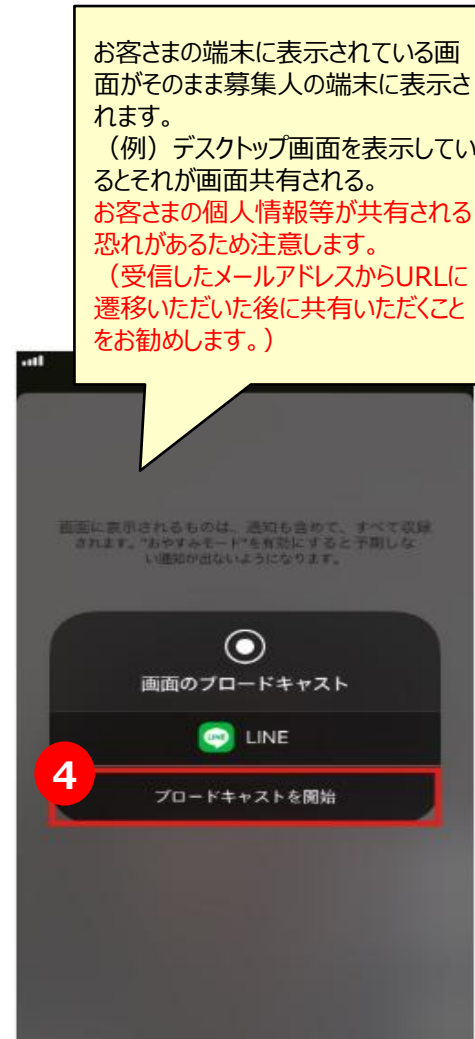 お客さまの端末に表示されている画
面がそのまま募集人の端末に表示さ
れます。
（例）デスクトップ画面を表示してい
るとそれが画面共有される。
お客さまの個人情報等が共有される
恐れがあるため注意します。
（受信したメールアドレスからURLに
遷移いただいた後に共有いただくこと
をお勧めします。）
画面に表示されるものは、通知も含めて、すべて収録
されます。"おやすみモード"を有効にすると予期しな
い通知が出ないようになります。
画面のブロードキャスト
LINE
LINE
4
ブロードキャストを開始